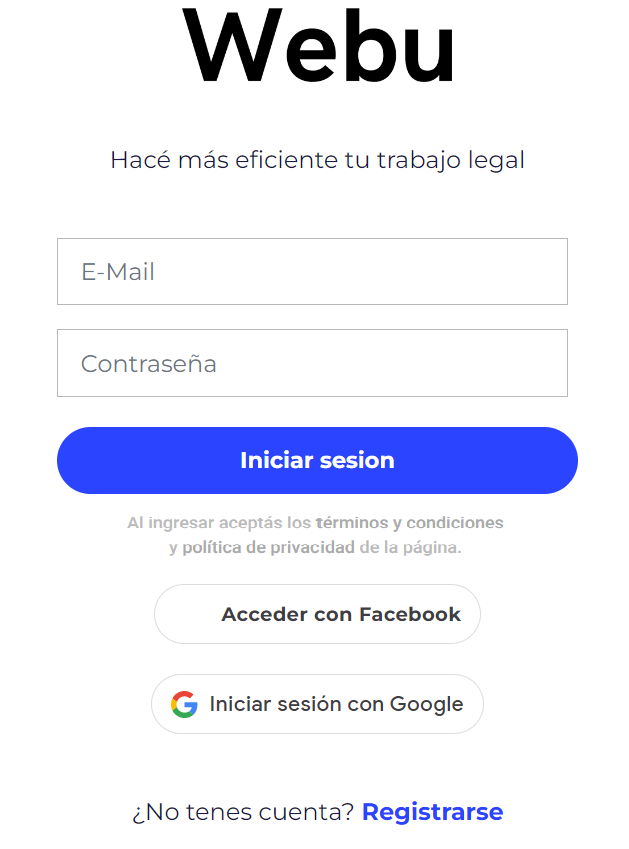 Webu
Hacé más eficiente tu trabajo legal
E-Mail
Contraseña
Iniciar sesion
Al ingresar aceptás los términos y condiciones
y política de privacidad de la página.
Acceder con Facebook
Iniciar sesión con Google
¿No tenes cuenta? Registrarse